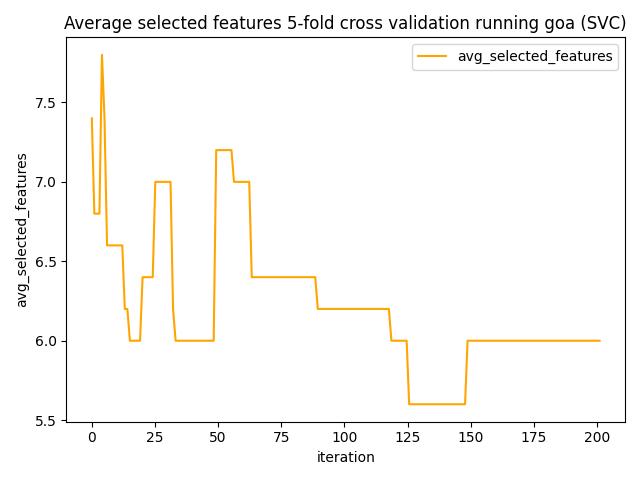 Average selected features 5-fold cross validation running goa (SVC)
avg_selected_features
avg_selected_features
7.5
7.0
6.5
6.0
5.5
0 25 50 75 100 125 150 175 200
iteration